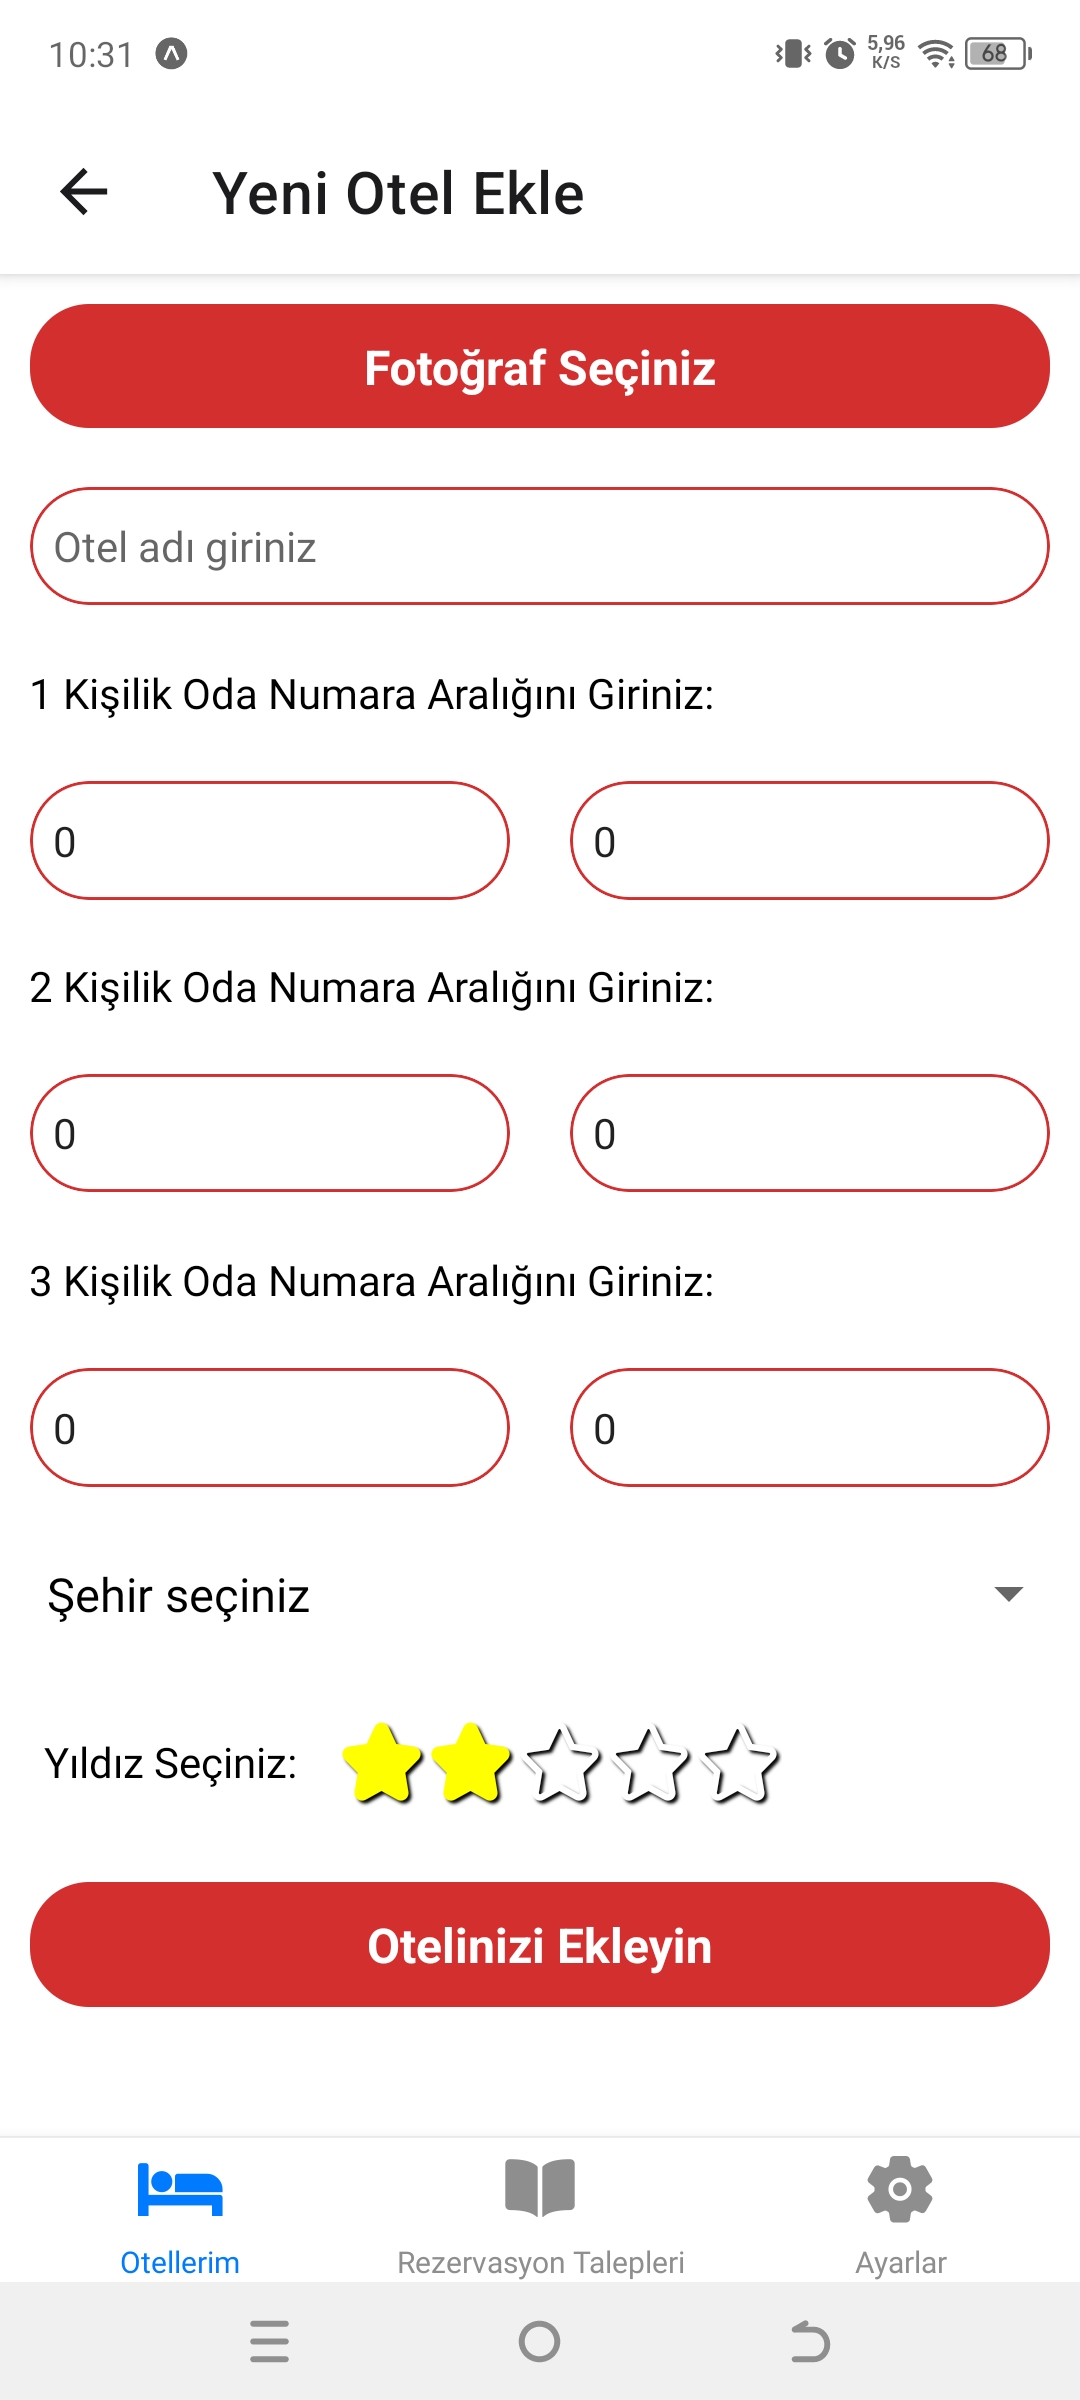 10:31
5,96
K/S
68
Yeni Otel Ekle
Fotoğraf Seçiniz
Otel adı giriniz
1 Kişilik Oda Numara Aralığını Giriniz:
0 0
2 Kişilik Oda Numara Aralığını Giriniz:
0 0
3 Kişilik Oda Numara Aralığını Giriniz:
0 0
Şehir seçiniz
Yıldız Seçiniz:
Otelinizi Ekleyin
Otellerim Rezervasyon Talepleri Ayarlar